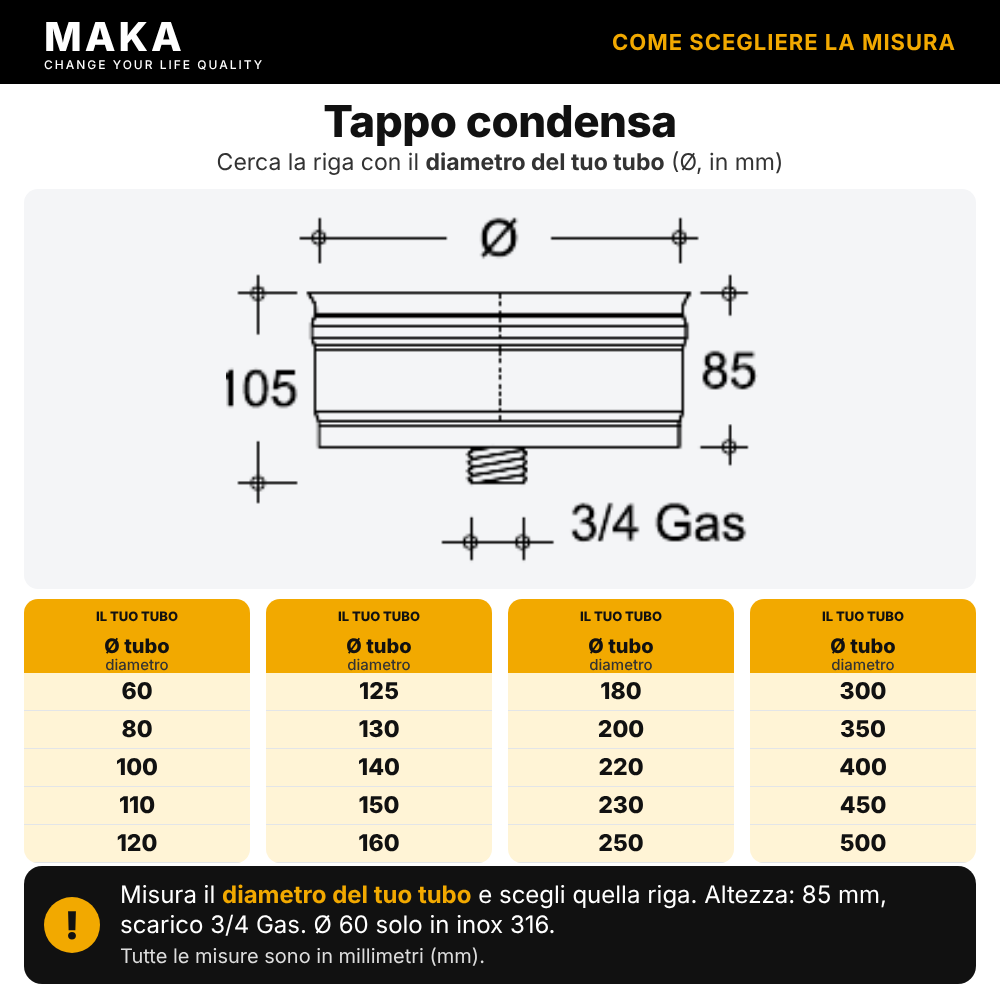 MAKA
CHANGE YOUR LIFE QUALITY
COME SCEGLIERE LA MISURA
Tappo condensa
Cerca la riga con il diametro del tuo tubo (Ø, in mm)
Ø
105
85
3/4 Gas
IL TUO TUBO IL TUO TUBO IL TUO TUBO IL TUO TUBO
Ø tubo Ø tubo Ø tubo Ø tubo
diametro diametro diametro diametro
60 125 180 300
80 130 200 350
100 140 220 400
110 150 230 450
120 160 250 500
!
Misura il diametro del tuo tubo e scegli quella riga. Altezza: 85 mm,
scarico 3/4 Gas. Ø 60 solo in inox 316.
Tutte le misure sono in millimetri (mm).